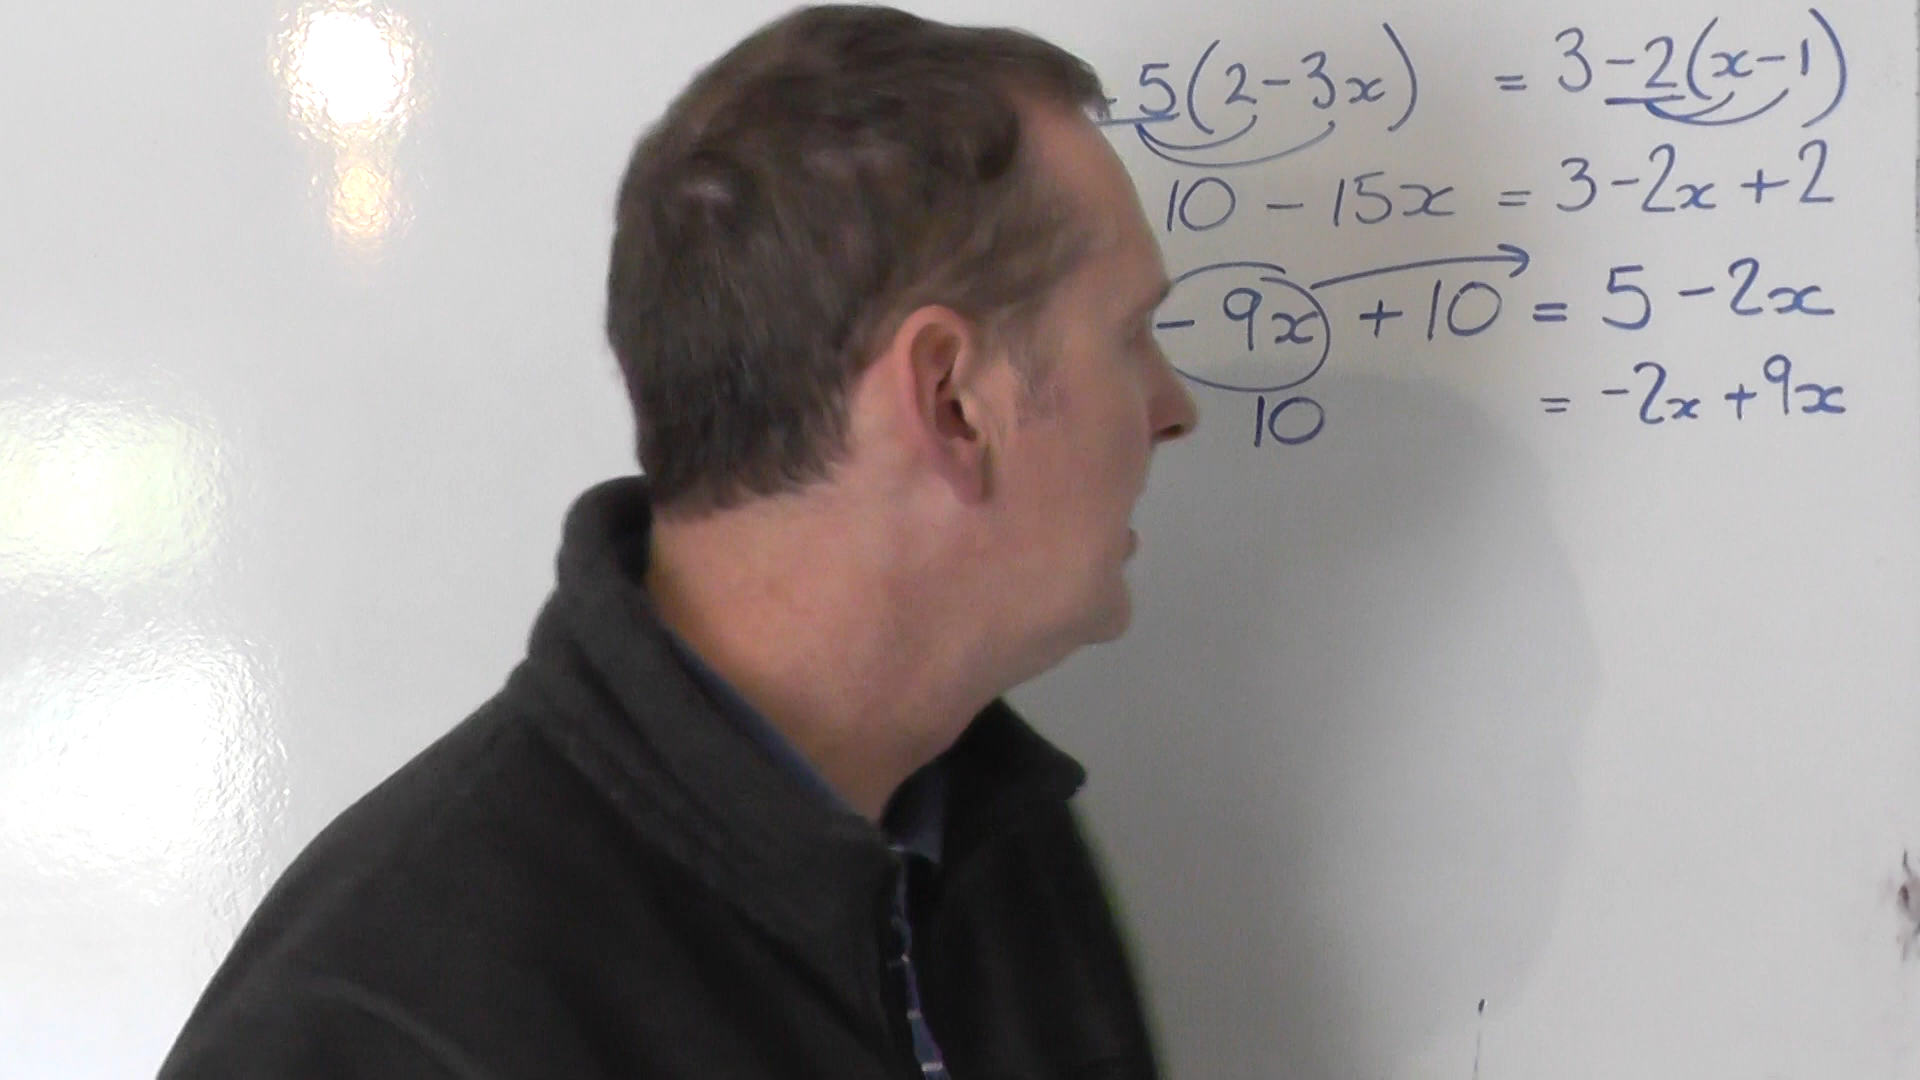 5(2-3x) = 3-2(x-1)
10 - 15x = 3-2x+2
- 9x + 10 = 5 - 2x
10 = -2x + 9x